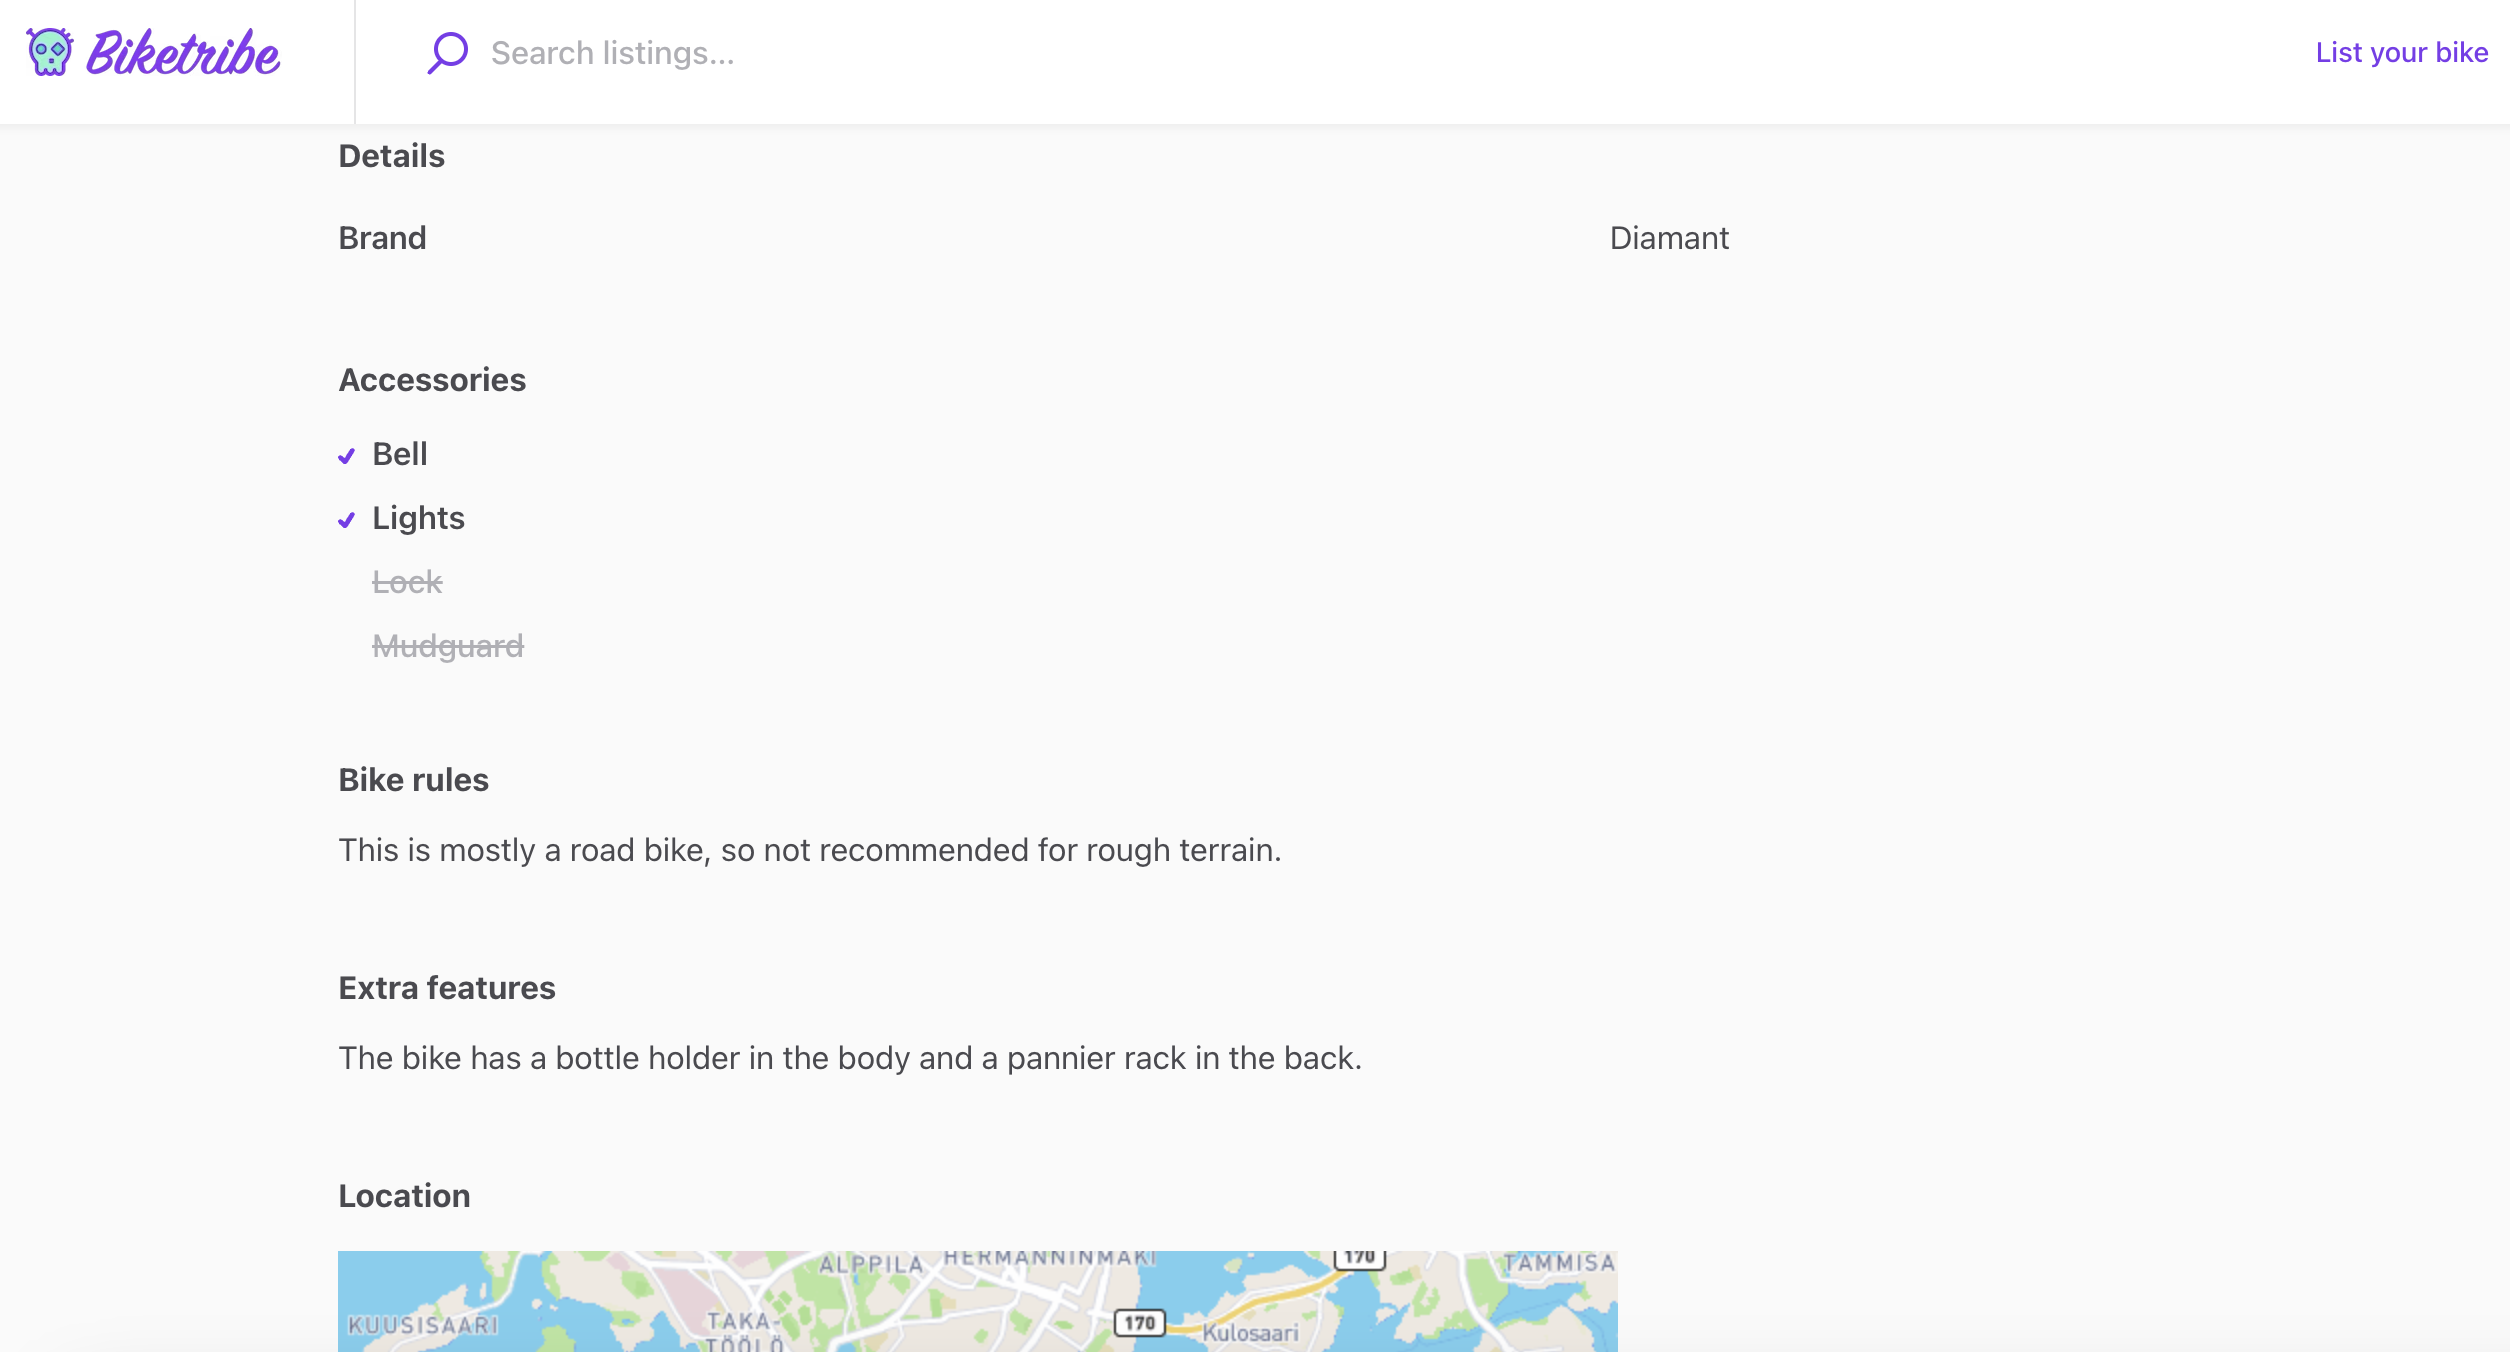 Biketribe
Search listings...
List your bike
Details
Brand
Diamant
Accessories
Bell
Lights
Lock
Mudguard
Bike rules
This is mostly a road bike, so not recommended for rough terrain.
Extra features
The bike has a bottle holder in the body and a pannier rack in the back.
Location
ALPPILA
HERMANNINMÄKI
170
TAMMISA
KUUSISAARI
TAKA-
TÖÖLÖ
170
Kulosaari